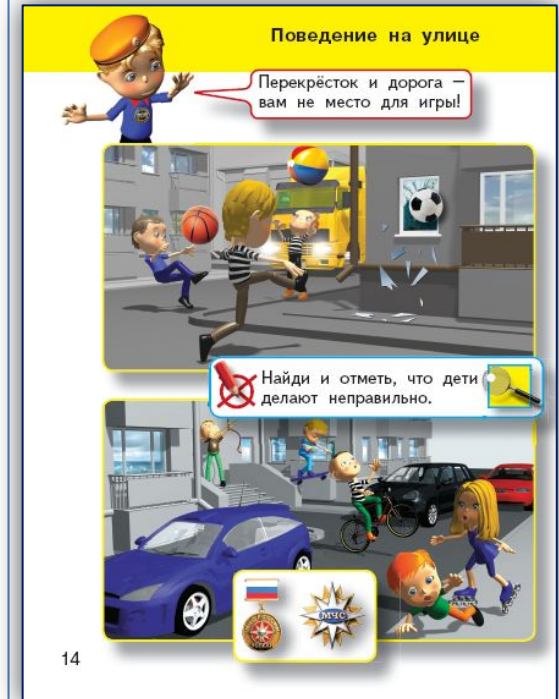 Поведение на улице
Перекрёсток и дорога —
вам не место для игры!
Найди и отметь, что дети
делают неправильно.
МЧС
14